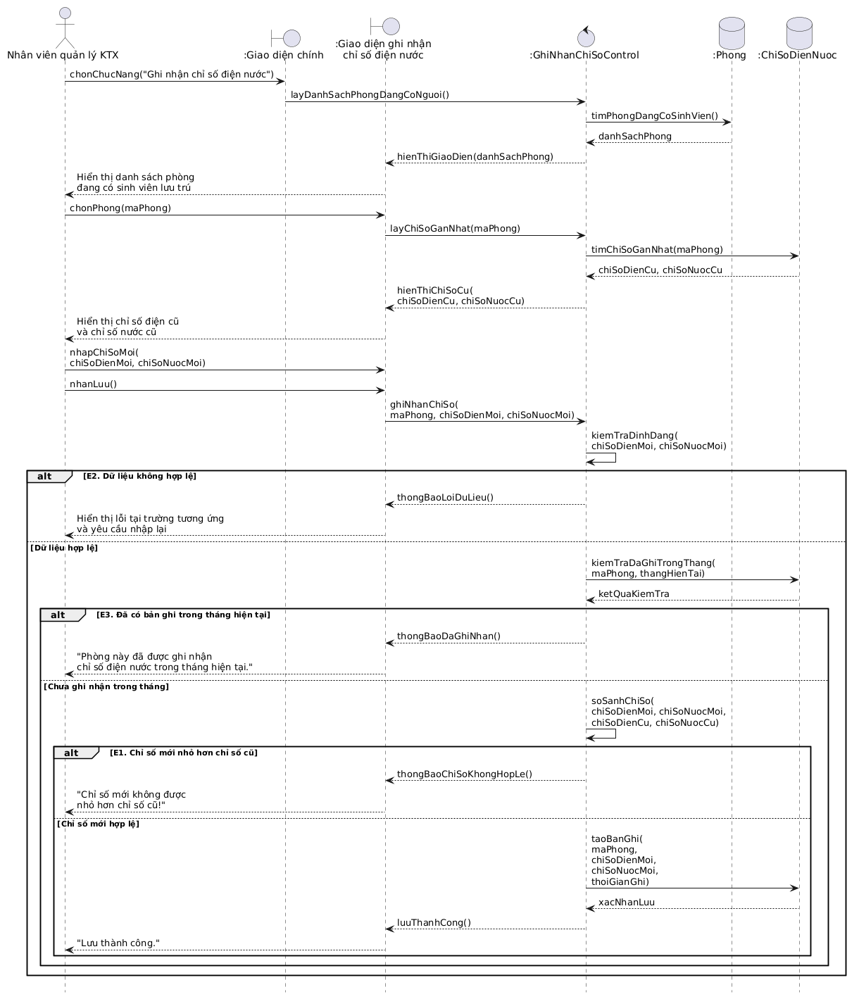 Nhân viên quản lý KTX
:Giao diện chính
:Giao diện ghi nhận
chỉ số điện nước
:GhiNhanChiSoControl
:Phong
:ChiSoDienNuoc
chonChucNang("Ghi nhận chỉ số điện nước")
layDanhSachPhongDangCoNguoi()
timPhongDangCoSinhVien()
danhSachPhong
hienThiGiaoDien(danhSachPhong)
Hiển thị danh sách phòng
đang có sinh viên lưu trú
chonPhong(maPhong)
layChiSoGanNhat(maPhong)
timChiSoGanNhat(maPhong)
chiSoDienCu, chiSoNuocCu
hienThiChiSoCu(
chiSoDienCu, chiSoNuocCu)
Hiển thị chỉ số điện cũ
và chỉ số nước cũ
nhapChiSoMoi(
chiSoDienMoi, chiSoNuocMoi)
nhanLuu()
ghiNhanChiSo(
maPhong, chiSoDienMoi, chiSoNuocMoi)
kiemTraDinhDang(
chiSoDienMoi, chiSoNuocMoi)
alt [E2. Dữ liệu không hợp lệ]
thongBaoLoiDuLieu()
Hiển thị lỗi tại trường tương ứng
và yêu cầu nhập lại
[Dữ liệu hợp lệ]
kiemTraDaGhiTrongThang(
maPhong, thangHienTai)
ketQuaKiemTra
alt [E3. Đã có bản ghi trong tháng hiện tại]
thongBaoDaGhiNhan()
"Phòng này đã được ghi nhận
chỉ số điện nước trong tháng hiện tại."
[Chưa ghi nhận trong tháng]
soSanhChiSo(
chiSoDienMoi, chiSoNuocMoi,
chiSoDienCu, chiSoNuocCu)
alt [E1. Chỉ số mới nhỏ hơn chỉ số cũ]
thongBaoChiSoKhongHopLe()
"Chỉ số mới không được
nhỏ hơn chỉ số cũ!"
[Chỉ số mới hợp lệ]
taoBanGhi(
maPhong,
chiSoDienMoi,
chiSoNuocMoi,
thoiGianGhi)
xacNhanLuu
luuThanhCong()
"Lưu thành công."